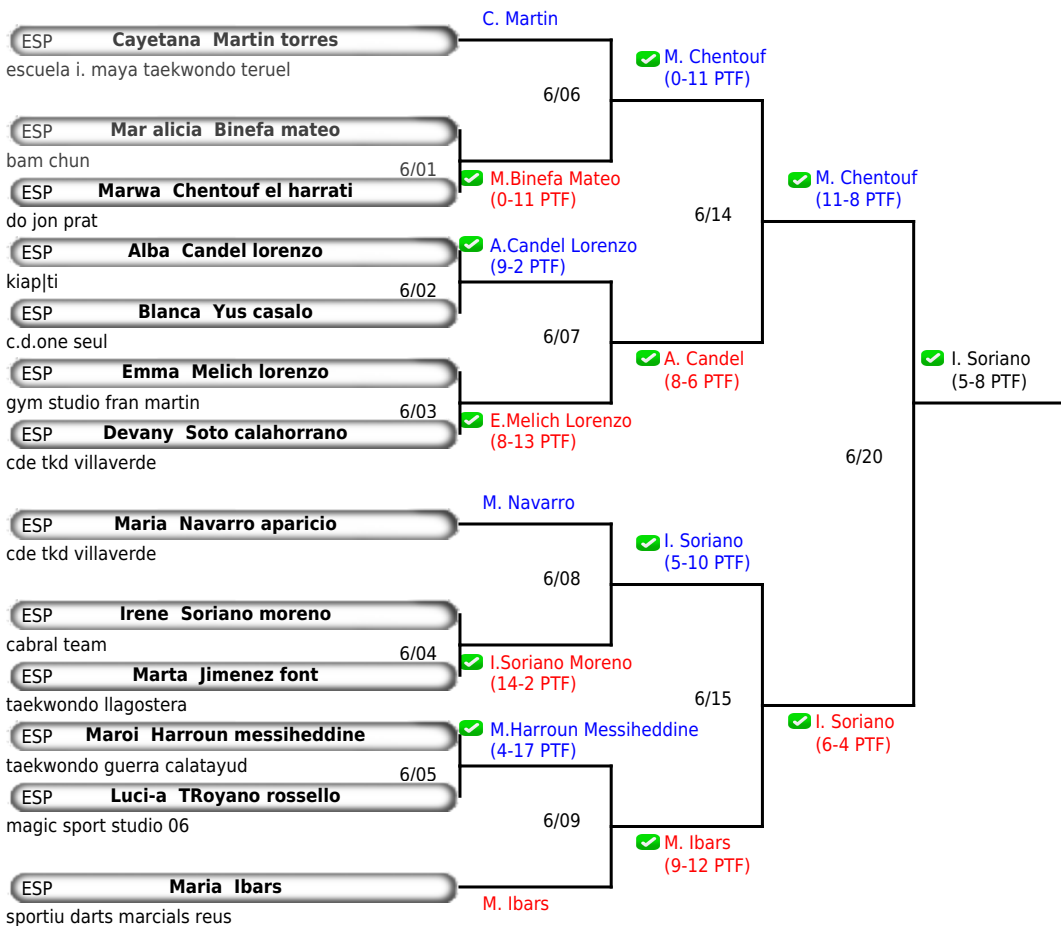 C. Martin
ESP Cayetana Martin torres
escuela i. maya taekwondo teruel
M. Chentouf
(0-11 PTF)
6/06
ESP Mar alicia Binefa mateo
bam chun
6/01
M.Binefa Mateo
(0-11 PTF)
ESP Marwa Chentouf el harrati
do jon prat
M. Chentouf
(11-8 PTF)
6/14
ESP Alba Candel lorenzo
kiap|ti
A.Candel Lorenzo
(9-2 PTF)
6/02
ESP Blanca Yus casalo
c.d.one seul
6/07
A. Candel
(8-6 PTF)
I. Soriano
(5-8 PTF)
ESP Emma Melich lorenzo
gym studio fran martin
6/03
E.Melich Lorenzo
(8-13 PTF)
ESP Devany Soto calahorrano
cde tkd villaverde
6/20
M. Navarro
ESP Maria Navarro aparicio
cde tkd villaverde
I. Soriano
(5-10 PTF)
6/08
ESP Irene Soriano moreno
cabral team
6/04
I.Soriano Moreno
(14-2 PTF)
ESP Marta Jimenez font
taekwondo llagostera
6/15
I. Soriano
(6-4 PTF)
ESP Maroi Harroun messiheddine
taekwondo guerra calatayud
M.Harroun Messiheddine
(4-17 PTF)
6/05
ESP Luci-a TRoyano rossello
magic sport studio 06
6/09
M. Ibars
(9-12 PTF)
ESP Maria Ibars
sportiu darts marcials reus
M. Ibars